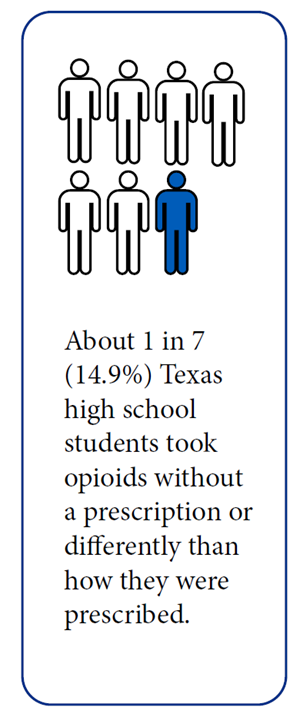 About 1 in 7
(14.9%) Texas
high school
students took
opioids without
a prescription or
differently than
how they were
prescribed.